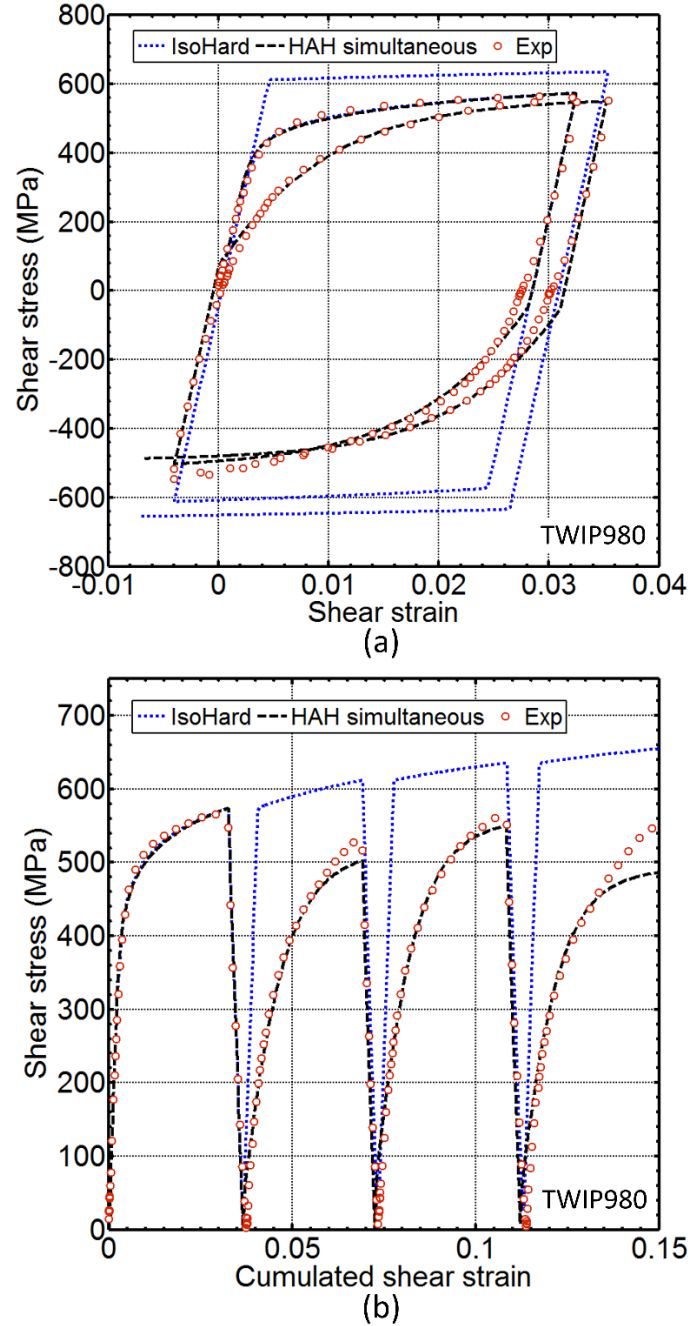 800
IsoHard HAH simultaneous Exp
600
400
200
0
-200
-400
-600
-800
Shear stress (MPa)
TWIP980
-0.01 0 0.01 0.02 0.03 0.04
Shear strain
(a)
IsoHard HAH simultaneous Exp
700
600
500
400
300
200
100
0
Shear stress (MPa)
TWIP980
0 0.05 0.1 0.15
Cumulated shear strain
(b)